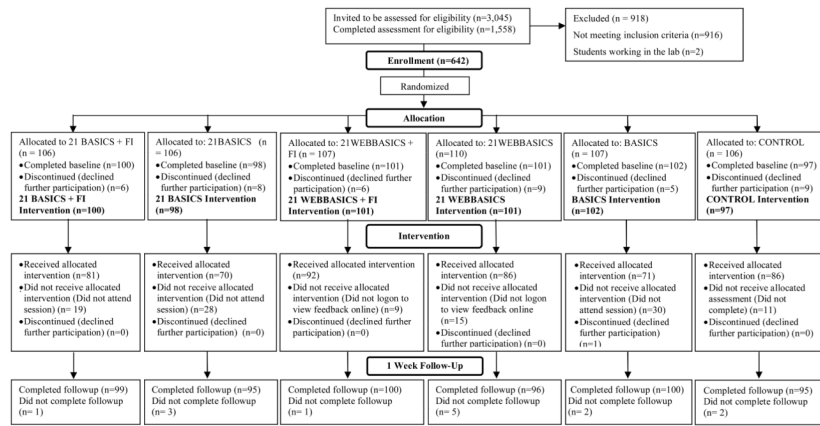 Invited to be assessed for eligibility (n=3,045)
Completed assessment for eligibility (n=1,558)
Excluded (n = 918)
Not meeting inclusion criteria (n=916)
Students working in the lab (n=2)
Enrollment (n=642)
Randomized
Allocation
Allocated to 21 BASICS + FI
(n = 106)
•Completed baseline (n=100)
•Discontinued (declined
further participation) (n=6)
21 BASICS + FI
Intervention (n=100)
Allocated to: 21BASICS (n
= 106)
•Completed baseline (n=98)
•Discontinued (declined
further participation) (n=8)
21 BASICS Intervention
(n=98)
Allocated to: 21WEBBASICS +
FI (n= 107)
•Completed baseline (n=101)
•Discontinued (declined further
participation) (n=6)
21 WEBBASICS + FI
Intervention (n=101)
Allocated to: 21WEBBASICS
(n=110)
•Completed baseline (n=101)
•Discontinued (declined
further participation) (n=9)
21 WEBBASICS
Intervention (n=101)
Allocated to: BASICS
(n = 107)
•Completed baseline (n=102)
•Discontinued (declined
further participation) (n=5)
BASICS Intervention
(n=102)
Allocated to: CONTROL
(n = 106)
•Completed baseline (n=97)
•Discontinued (declined
further participation) (n=9)
CONTROL Intervention
(n=97)
Intervention
•Received allocated
intervention (n=81)
•Did not receive allocated
intervention (Did not attend
session) (n= 19)
•Discontinued (declined
further participation) (n=0)
•Received allocated
intervention (n=70)
•Did not receive allocated
intervention (Did not attend
session) (n=28)
•Discontinued (declined
further participation) (n=0)
•Received allocated intervention
(n=92)
•Did not receive allocated
intervention (Did not logon to
view feedback online) (n=9)
•Discontinued (declined further
participation) (n=0)
•Received allocated
intervention (n=86)
•Did not receive allocated
intervention (Did not logon
to view feedback online)
(n=15)
•Discontinued (declined
further participation) (n=0)
•Received allocated
intervention (n=71)
•Did not receive allocated
intervention (Did not
attend session) (n=30)
•Discontinued (declined
further participation)
(n=1)
•Received allocated
intervention (n=86)
•Did not receive allocated
assessment (Did not
complete) (n=11)
•Discontinued (declined
further participation) (n=0)
1 Week Follow-Up
Completed followup (n=99)
Did not complete followup
(n= 1)
Completed followup (n=95)
Did not complete followup
(n= 3)
Completed followup (n=100)
Did not complete followup
(n= 1)
Completed followup (n=96)
Did not complete followup
(n= 5)
Completed followup (n=100)
Did not complete followup
(n= 2)
Completed followup (n=95)
Did not complete followup
(n= 2)